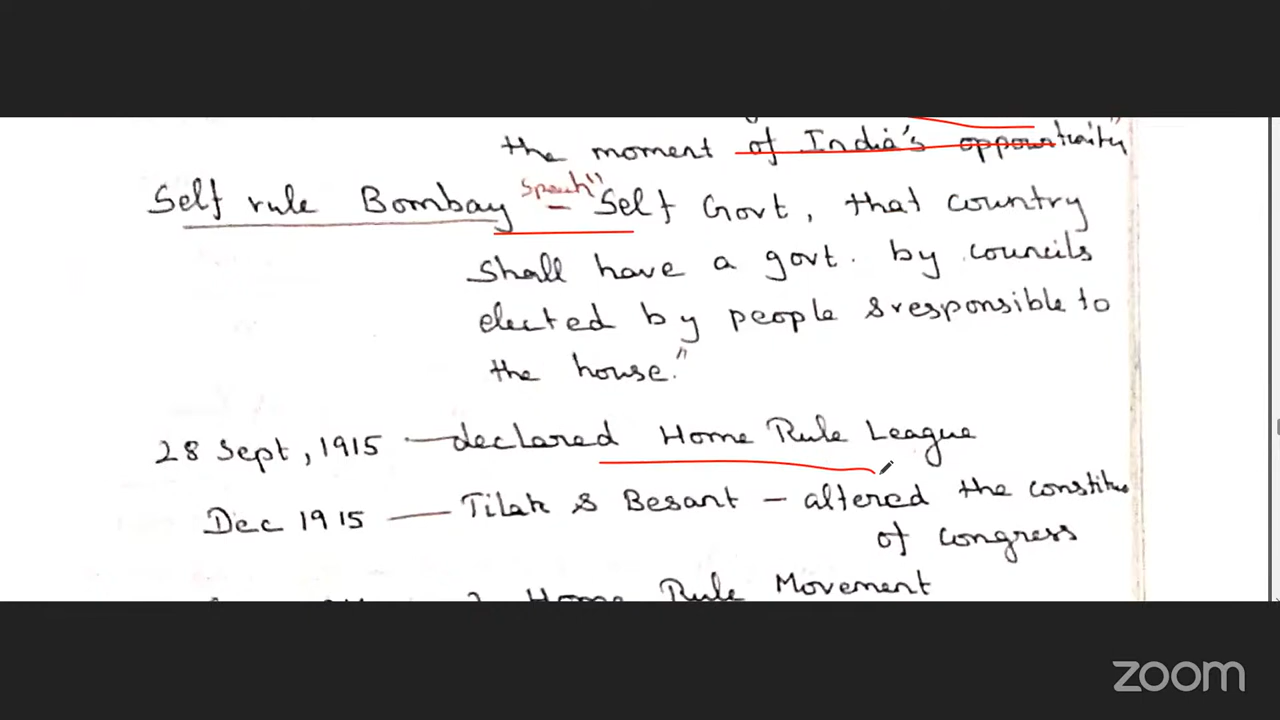 the moment of India's opportunity"
Self rule Bombay Speech - "Self Govt, that country
shall have a govt. by councils
elected by people & responsible to
the house."
28 Sept, 1915 — declared Home Rule League
Dec 1915 — Tilak & Besant - altered the constitu
of congress
Home Rule Movement
zoom